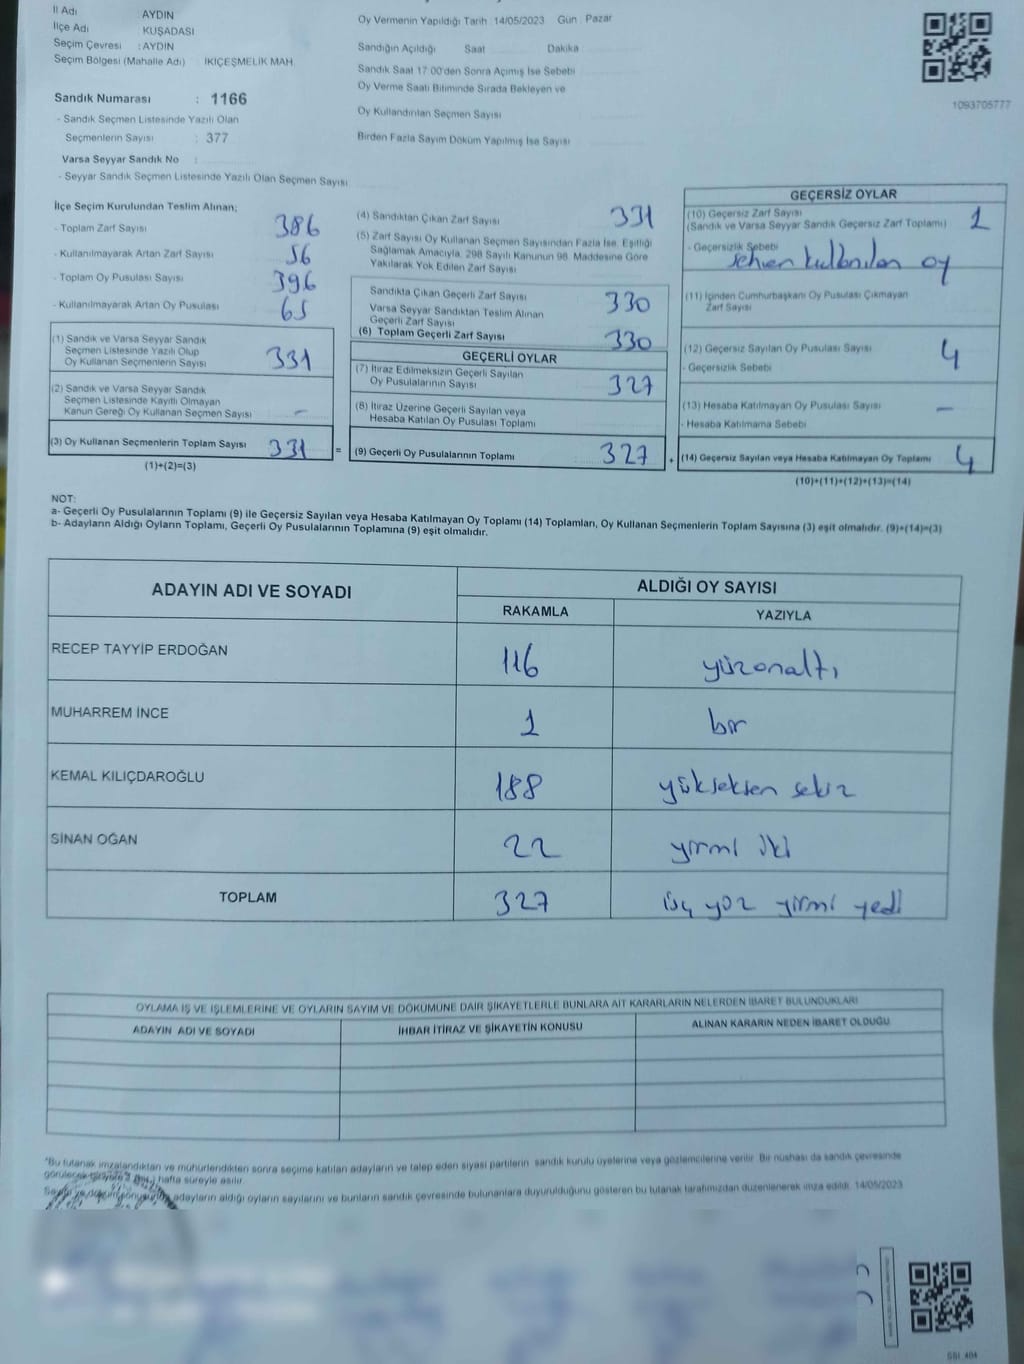 İl Adı AYDIN
İlçe Adı KUŞADASI
Seçim Çevresi : AYDIN
Seçim Bölgesi (Mahalle Adı) : İKİÇEŞMELİK MAH.
Sandık Numarası : 1166
- Sandık Seçmen Listesinde Yazılı Olan
Seçmenlerin Sayısı : 377
Varsa Seyyar Sandık No :
- Seyyar Sandık Seçmen Listesinde Yazılı Olan Seçmen Sayısı
Oy Vermenin Yapıldığı Tarih 14/05/2023 Gün Pazar
Sandığın Açıldığı Saat Dakika
Sandık Saat 17:00'den Sonra Açımış İse Sebebi
Oy Verme Saati Bitiminde Sırada Bekleyen ve
Oy Kullandırılan Seçmen Sayısı
Birden Fazla Sayım Döküm Yapılmış İse Sayısı
1093705777
İlçe Seçim Kurulundan Teslim Alınan;
- Toplam Zarf Sayısı 386
- Kullanılmayarak Artan Zarf Sayısı 56
- Toplam Oy Pusulası Sayısı 396
- Kullanılmayarak Artan Oy Pusulası 65
(1) Sandık ve Varsa Seyyar Sandık
Seçmen Listesinde Yazılı Olup
Oy Kullanan Seçmenlerin Sayısı 331
(2) Sandık ve Varsa Seyyar Sandık
Seçmen Listesinde Kayıtlı Olmayan
Kanun Gereği Oy Kullanan Seçmen Sayısı -
(3) Oy Kullanan Seçmenlerin Toplam Sayısı 331 =
(1)+(2)=(3)
(4) Sandıktan Çıkan Zarf Sayısı 331
(5) Zarf Sayısı Oy Kullanan Seçmen Sayısından Fazla İse, Eşitliği
Sağlamak Amacıyla, 298 Sayılı Kanunun 98. Maddesine Göre
Yakılarak Yok Edilen Zarf Sayısı
Sandıkta Çıkan Geçerli Zarf Sayısı 330
Varsa Seyyar Sandıktan Teslim Alınan
Geçerli Zarf Sayısı
(6) Toplam Geçerli Zarf Sayısı 330
GEÇERLİ OYLAR
(7) İtiraz Edilmeksizin Geçerli Sayılan
Oy Pusulalarının Sayısı 327
(8) İtiraz Üzerine Geçerli Sayılan veya
Hesaba Katılan Oy Pusulaları Toplamı
(9) Geçerli Oy Pusulalarının Toplamı 327 +
GEÇERSİZ OYLAR
(10) Geçersiz Zarf Sayısı 1
(Sandık ve Varsa Seyyar Sandık Geçersiz Zarf Toplamı)
- Geçersizlik Sebebi
kullanılan oy
(11) İçinden Cumhurbaşkanı Oy Pusulası Çıkmayan
Zarf Sayısı
(12) Geçersiz Sayılan Oy Pusulası Sayısı 4
- Geçersizlik Sebebi
(13) Hesaba Katılmayan Oy Pusulası Sayısı -
- Hesaba Katılmama Sebebi
(14) Geçersiz Sayılan veya Hesaba Katılmayan Oy Toplamı 4
(10)+(11)+(12)+(13)=(14)
NOT:
a- Geçerli Oy Pusulalarının Toplamı (9) ile Geçersiz Sayılan veya Hesaba Katılmayan Oy Toplamı (14) Toplamları, Oy Kullanan Seçmenlerin Toplam Sayısına (3) eşit olmalıdır. (9)+(14)=(3)
b- Adayların Aldığı Oyların Toplamı, Geçerli Oy Pusulalarının Toplamına (9) eşit olmalıdır.
ADAYIN ADI VE SOYADI ALDIĞI OY SAYISI
RAKAMLA YAZIYLA
RECEP TAYYİP ERDOĞAN 116 yüzonaltı
MUHARREM İNCE 1 bir
KEMAL KILIÇDAROĞLU 188 yükseksen sekiz
SİNAN OĞAN 22 yirmi iki
TOPLAM 327 üç yüz yirmi yedi
OYLAMA İŞ VE İŞLEMLERİNE VE OYLARIN SAYIM VE DÖKÜMÜNE DAİR ŞİKAYETLERLE BUNLARA AİT KARARLARIN NELERDEN İBARET BULUNDUKLARI
ADAYIN ADI VE SOYADI İHBAR İTİRAZ VE ŞİKAYETİN KONUSU ALINAN KARARIN NEDEN İBARET OLDUĞU
*Bu tutanak imzalandıktan ve mühürlendikten sonra seçime katılan adayların ve talep eden siyasi partilerin sandık kurulu üyelerine veya gözlemcilerine verilir. Bir nüshası da sandık çevresinde
hafta süreyle asılır.
adayların aldığı oyların sayılarını ve bunların sandık çevresinde bulunanlara duyurulduğunu gösteren bu tutanak tarafımızdan düzenlenerek imza edildi. 14/05/2023